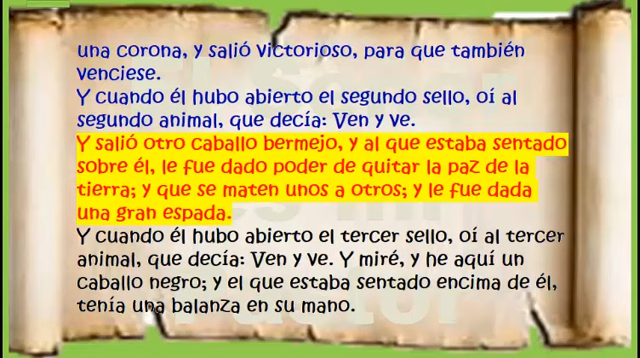 una corona, y salió victorioso, para que también
venciese.
Y cuando él hubo abierto el segundo sello, oí al
segundo animal, que decía: Ven y ve.
Y salió otro caballo bermejo, y al que estaba sentado
sobre él, le fue dado poder de quitar la paz de la
tierra; y que se maten unos a otros; y le fue dada
una gran espada.
Y cuando él hubo abierto el tercer sello, oí al tercer
animal, que decía: Ven y ve. Y miré, y he aquí un
caballo negro; y el que estaba sentado encima de él,
tenía una balanza en su mano.